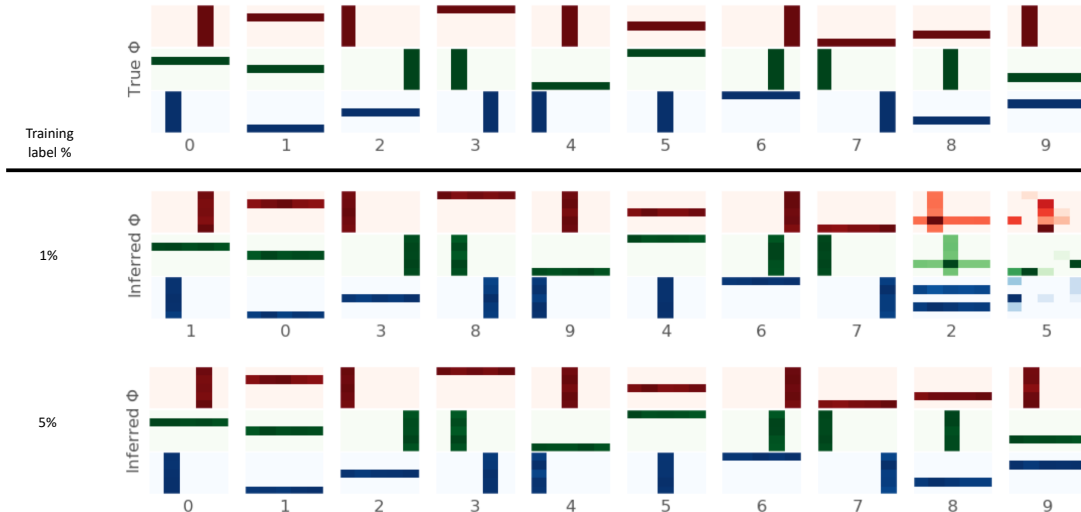 True Φ
0 1 2 3 4 5 6 7 8 9
Training
label %
1%
Inferred Φ
1 0 3 8 9 4 6 7 2 5
5%
Inferred Φ
0 1 2 3 4 5 6 7 8 9